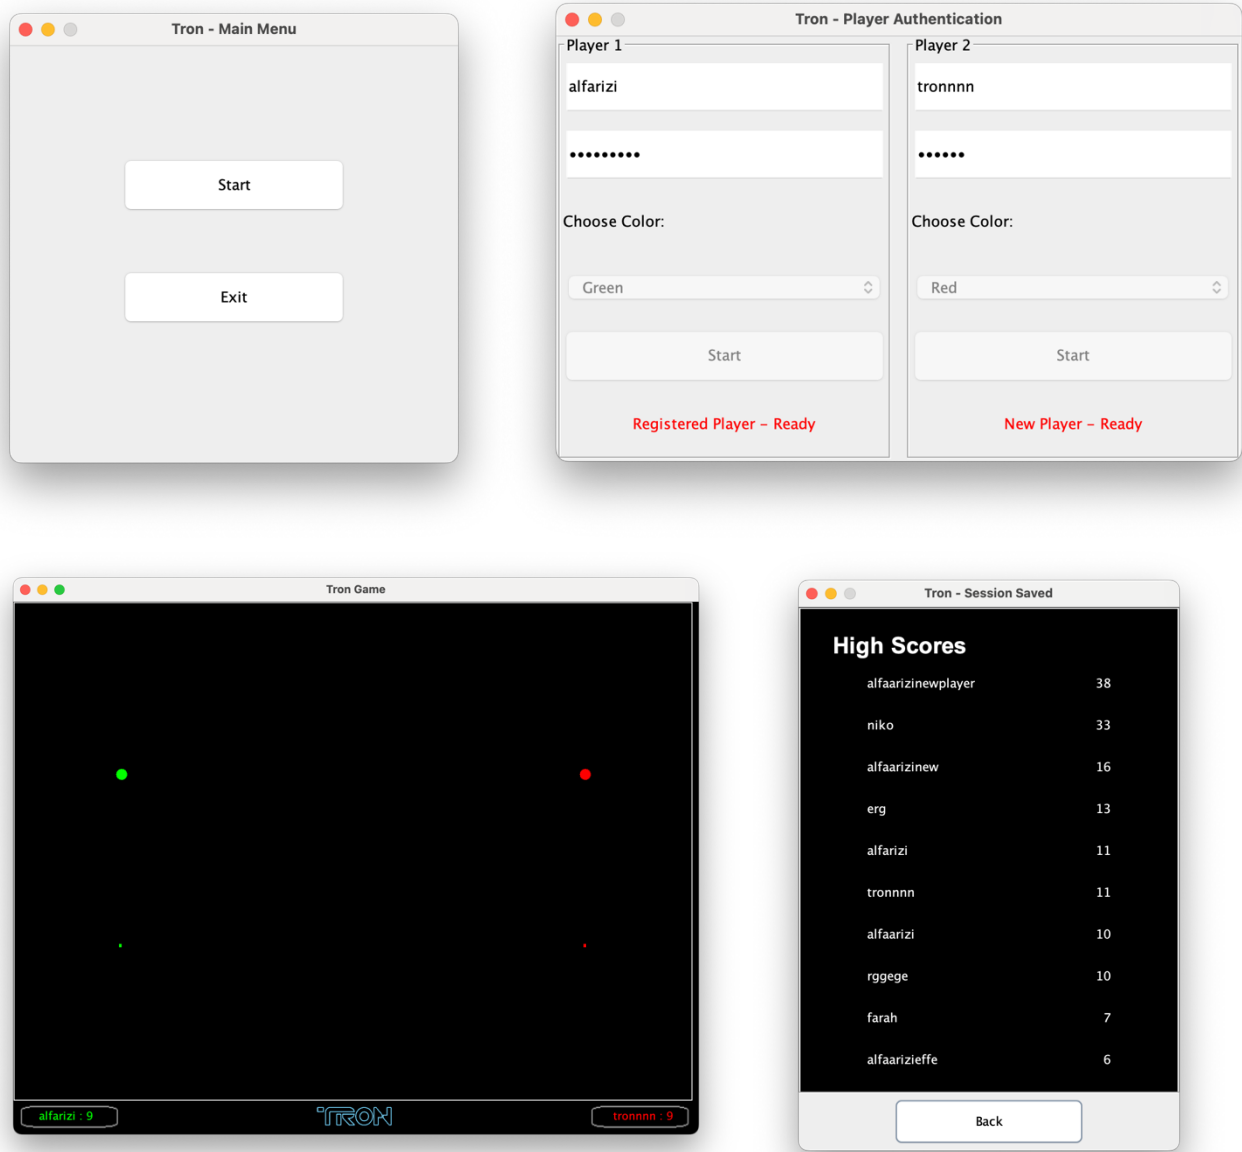 Tron - Main Menu
Start
Exit
Tron - Player Authentication
Player 1
alfarizi
•••••••••
Choose Color:
Green
Start
Registered Player - Ready
Player 2
tronnnn
••••••
Choose Color:
Red
Start
New Player - Ready
Tron Game
alfarizi : 9
TRON
tronnnn : 9
Tron - Session Saved
High Scores
alfaarizinewplayer 38
niko 33
alfaarizinew 16
erg 13
alfarizi 11
tronnnn 11
alfaarizi 10
rggege 10
farah 7
alfaarizieffe 6
Back